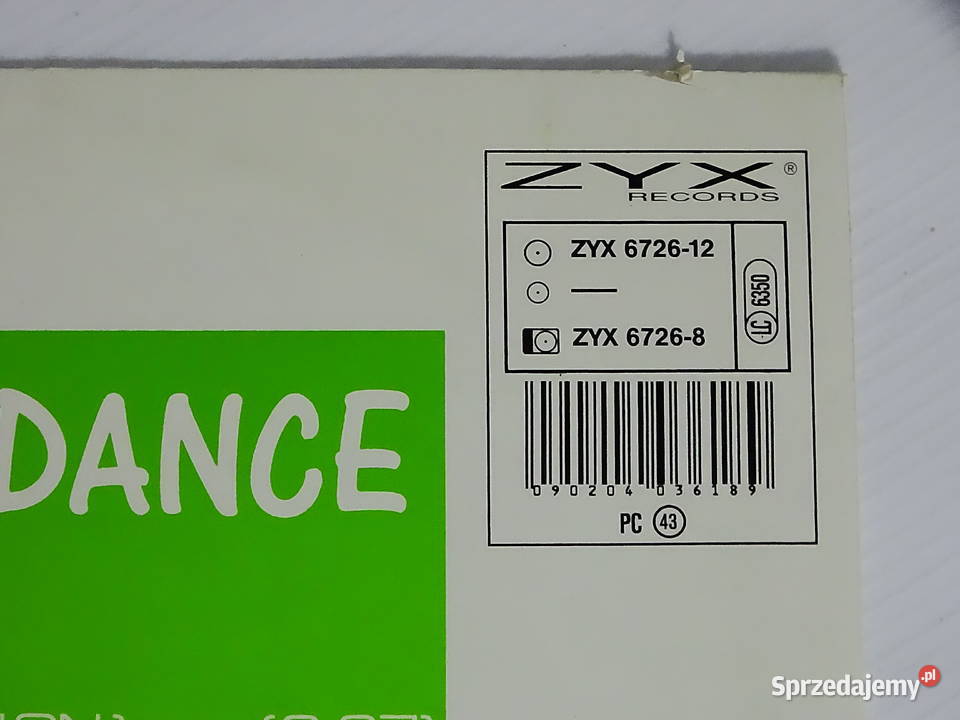 ZYX ®
RECORDS
ZYX 6726-12
ZYX 6726-8
LC 6350
090204 036189
PC 43
DANCE
Sprzedajemy.pl